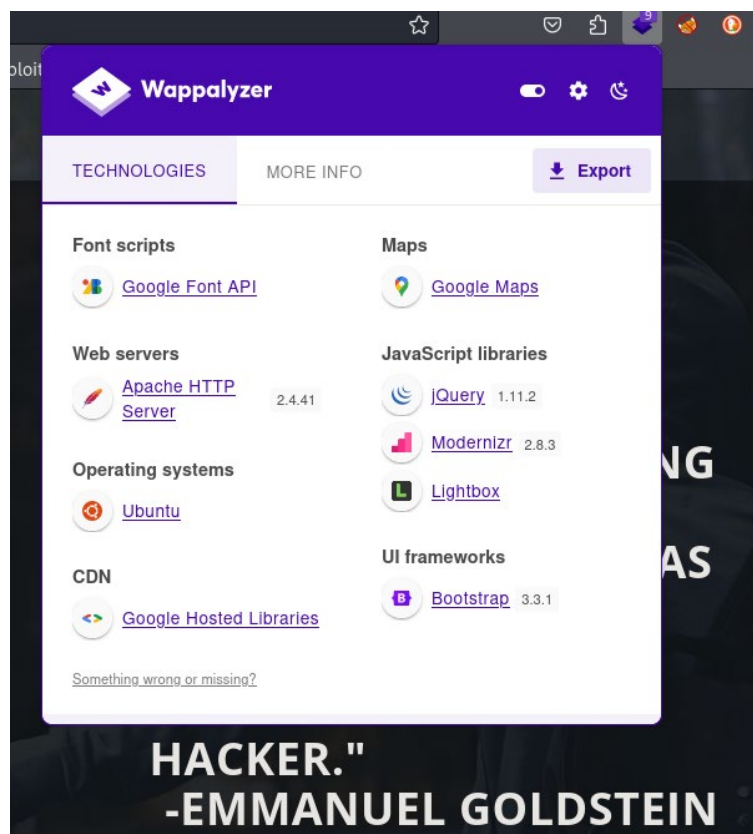 9
ploit
Wappalyzer
TECHNOLOGIES
MORE INFO
Export
Font scripts
Google Font API
Web servers
Apache HTTP
Server
2.4.41
Operating systems
Ubuntu
CDN
Google Hosted Libraries
Something wrong or missing?
Maps
Google Maps
JavaScript libraries
jQuery 1.11.2
Modernizr 2.8.3
Lightbox
UI frameworks
Bootstrap 3.3.1
NG
AS
HACKER."
-EMMANUEL GOLDSTEIN